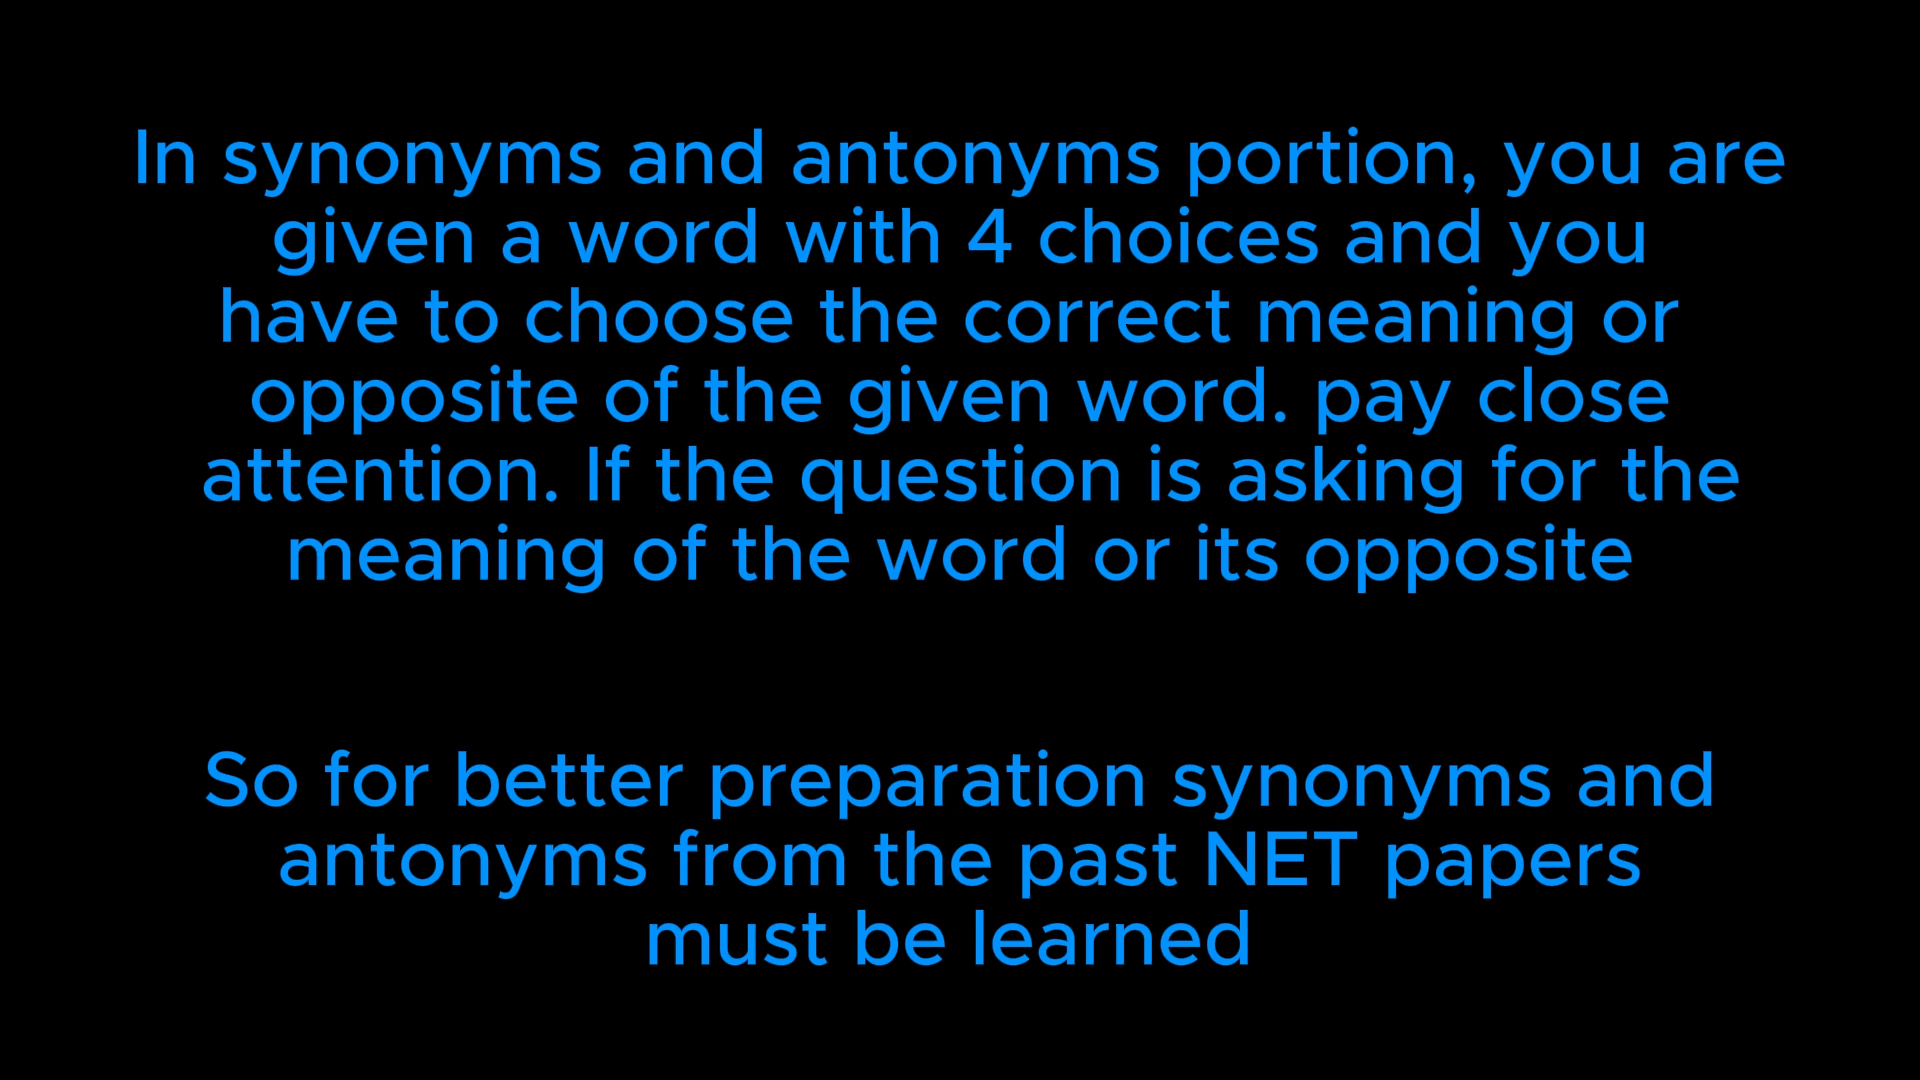 In synonyms and antonyms portion, you are
given a word with 4 choices and you
have to choose the correct meaning or
opposite of the given word. pay close
attention. If the question is asking for the
meaning of the word or its opposite
So for better preparation synonyms and
antonyms from the past NET papers
must be learned